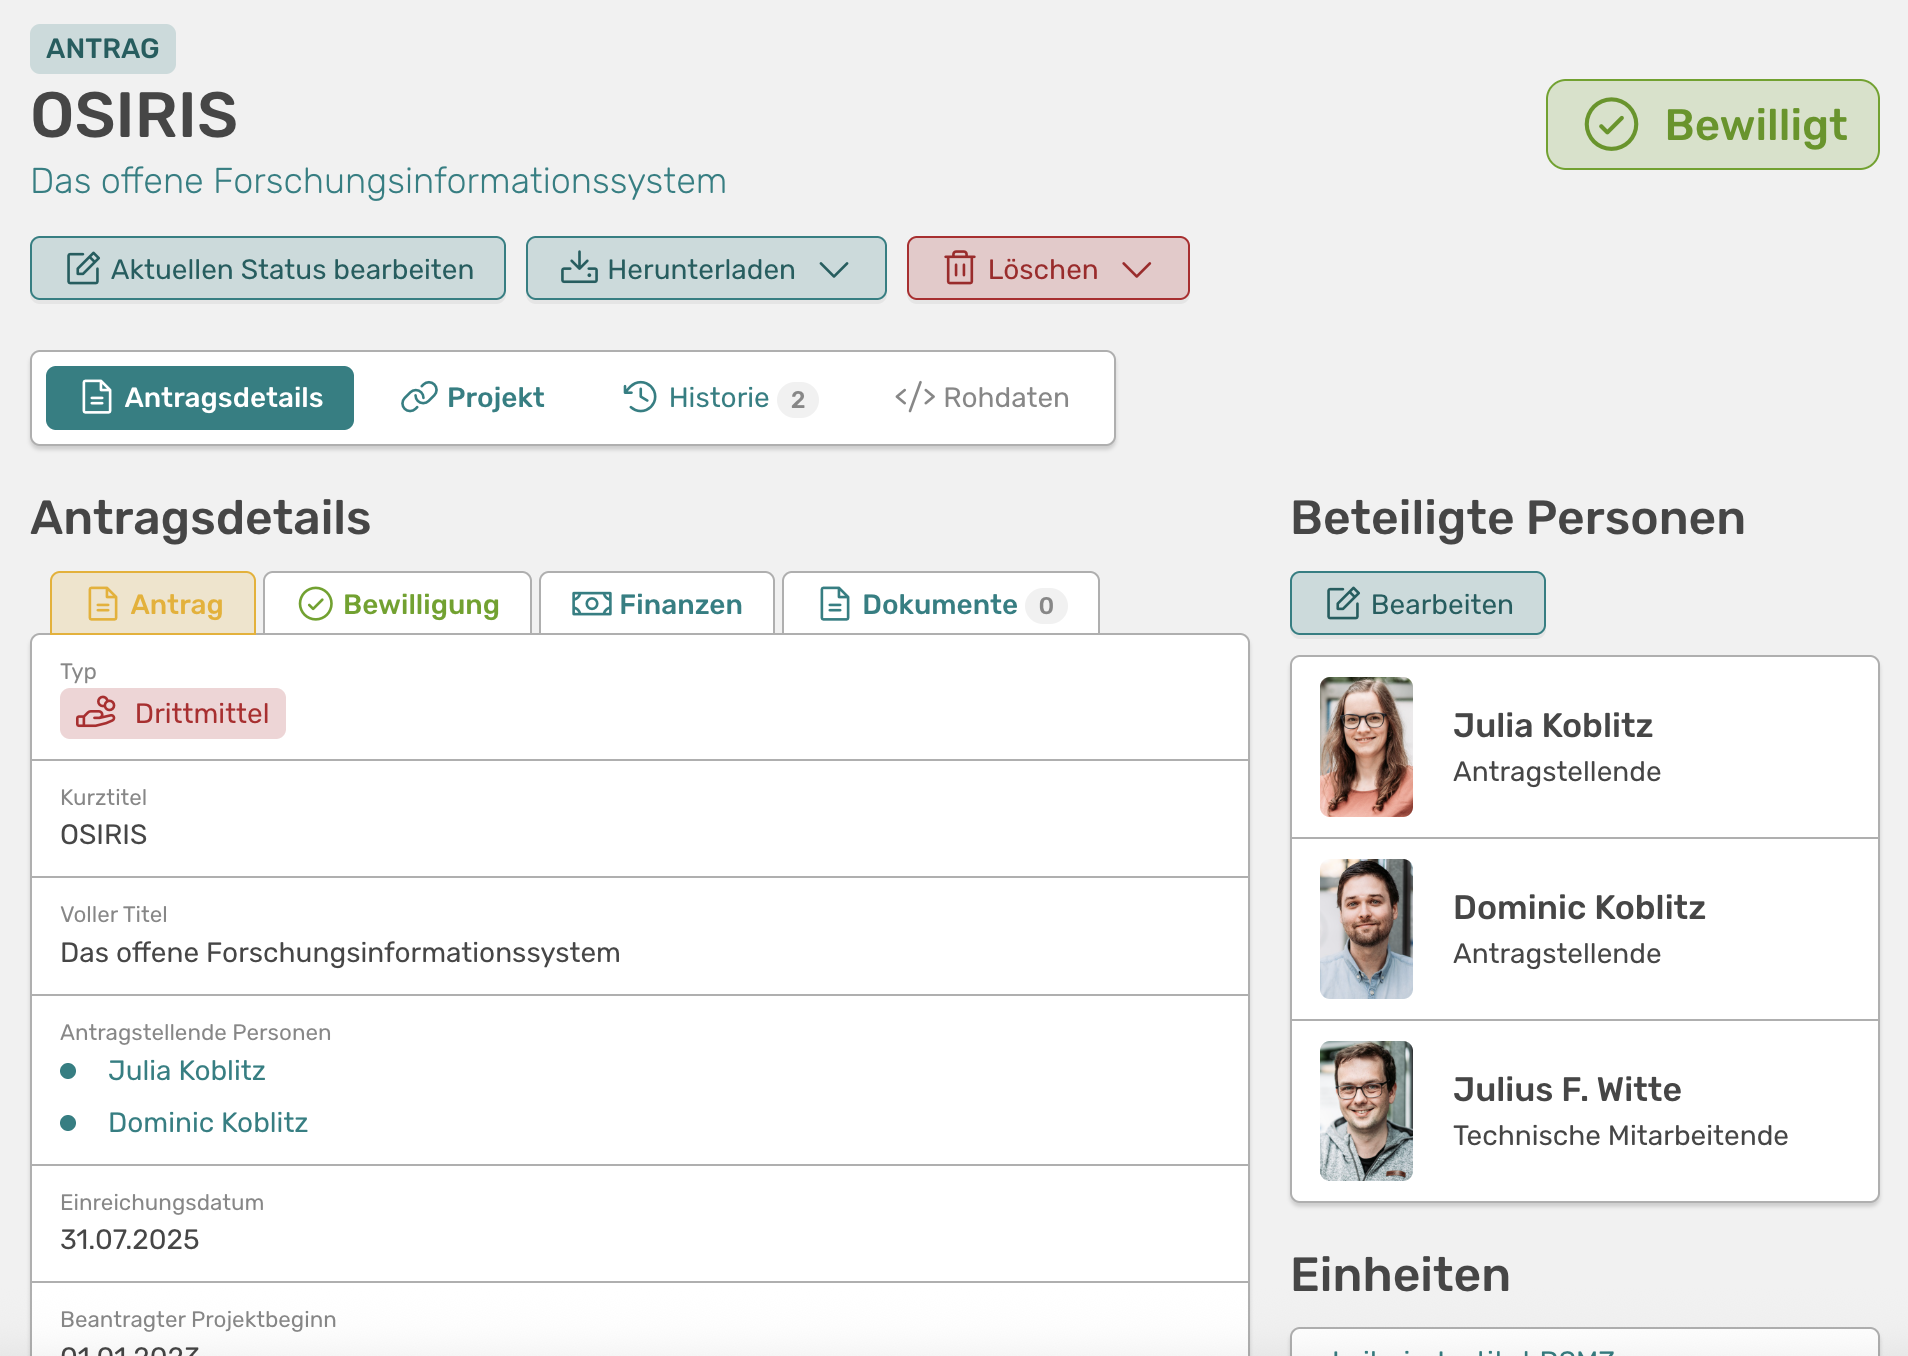 ANTRAG
OSIRIS
Das offene Forschungsinformationssystem
Bewilligt
Aktuellen Status bearbeiten
Herunterladen
Löschen
Antragsdetails
Projekt
Historie 2
</> Rohdaten
Antragsdetails
Antrag
Bewilligung
Finanzen
Dokumente 0
Typ
Drittmittel
Kurztitel
OSIRIS
Voller Titel
Das offene Forschungsinformationssystem
Antragstellende Personen
Julia Koblitz
Dominic Koblitz
Einreichungsdatum
31.07.2025
Beantragter Projektbeginn
01.01.2023
Beteiligte Personen
Bearbeiten
Julia Koblitz
Antragstellende
Dominic Koblitz
Antragstellende
Julius F. Witte
Technische Mitarbeitende
Einheiten